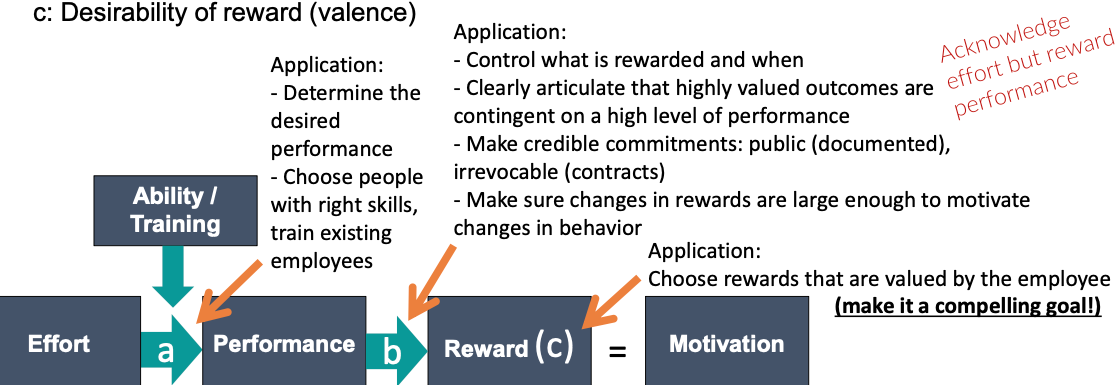 c: Desirability of reward (valence)
Application:
- Determine the
desired
performance
- Choose people
with right skills,
train existing
employees
Application:
- Control what is rewarded and when
- Clearly articulate that highly valued outcomes are
contingent on a high level of performance
- Make credible commitments: public (documented),
irrevocable (contracts)
- Make sure changes in rewards are large enough to motivate
changes in behavior
Acknowledge
effort but reward
performance
Ability /
Training
Application:
Choose rewards that are valued by the employee
(make it a compelling goal!)
Effort
a
Performance
b
Reward (c)
=
Motivation